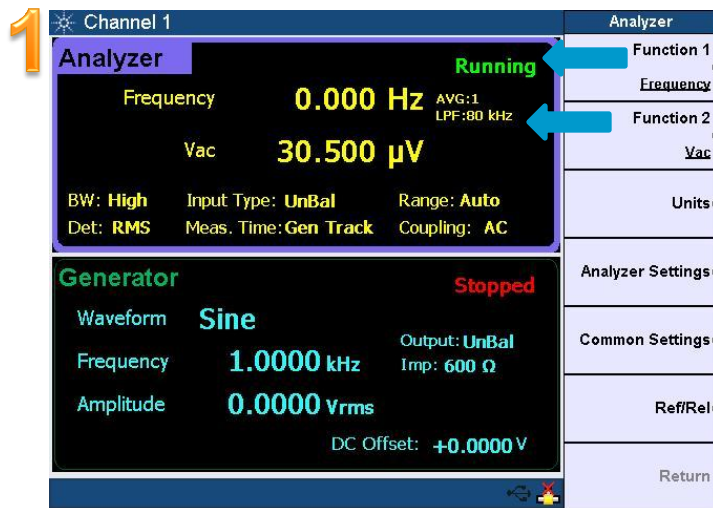 1
Channel 1
Analyzer
Running
Frequency 0.000 Hz AVG:1
LPF:80 kHz
Vac 30.500 µV
BW: High Input Type: UnBal Range: Auto
Det: RMS Meas. Time: Gen Track Coupling: AC
Generator
Stopped
Waveform Sine
Output: UnBal
Frequency 1.0000 kHz Imp: 600 Ω
Amplitude 0.0000 Vrms
DC Offset: +0.0000 V
Analyzer
Function 1
Frequency
Function 2
Vac
Units
Analyzer Settings
Common Settings
Ref/Rel
Return